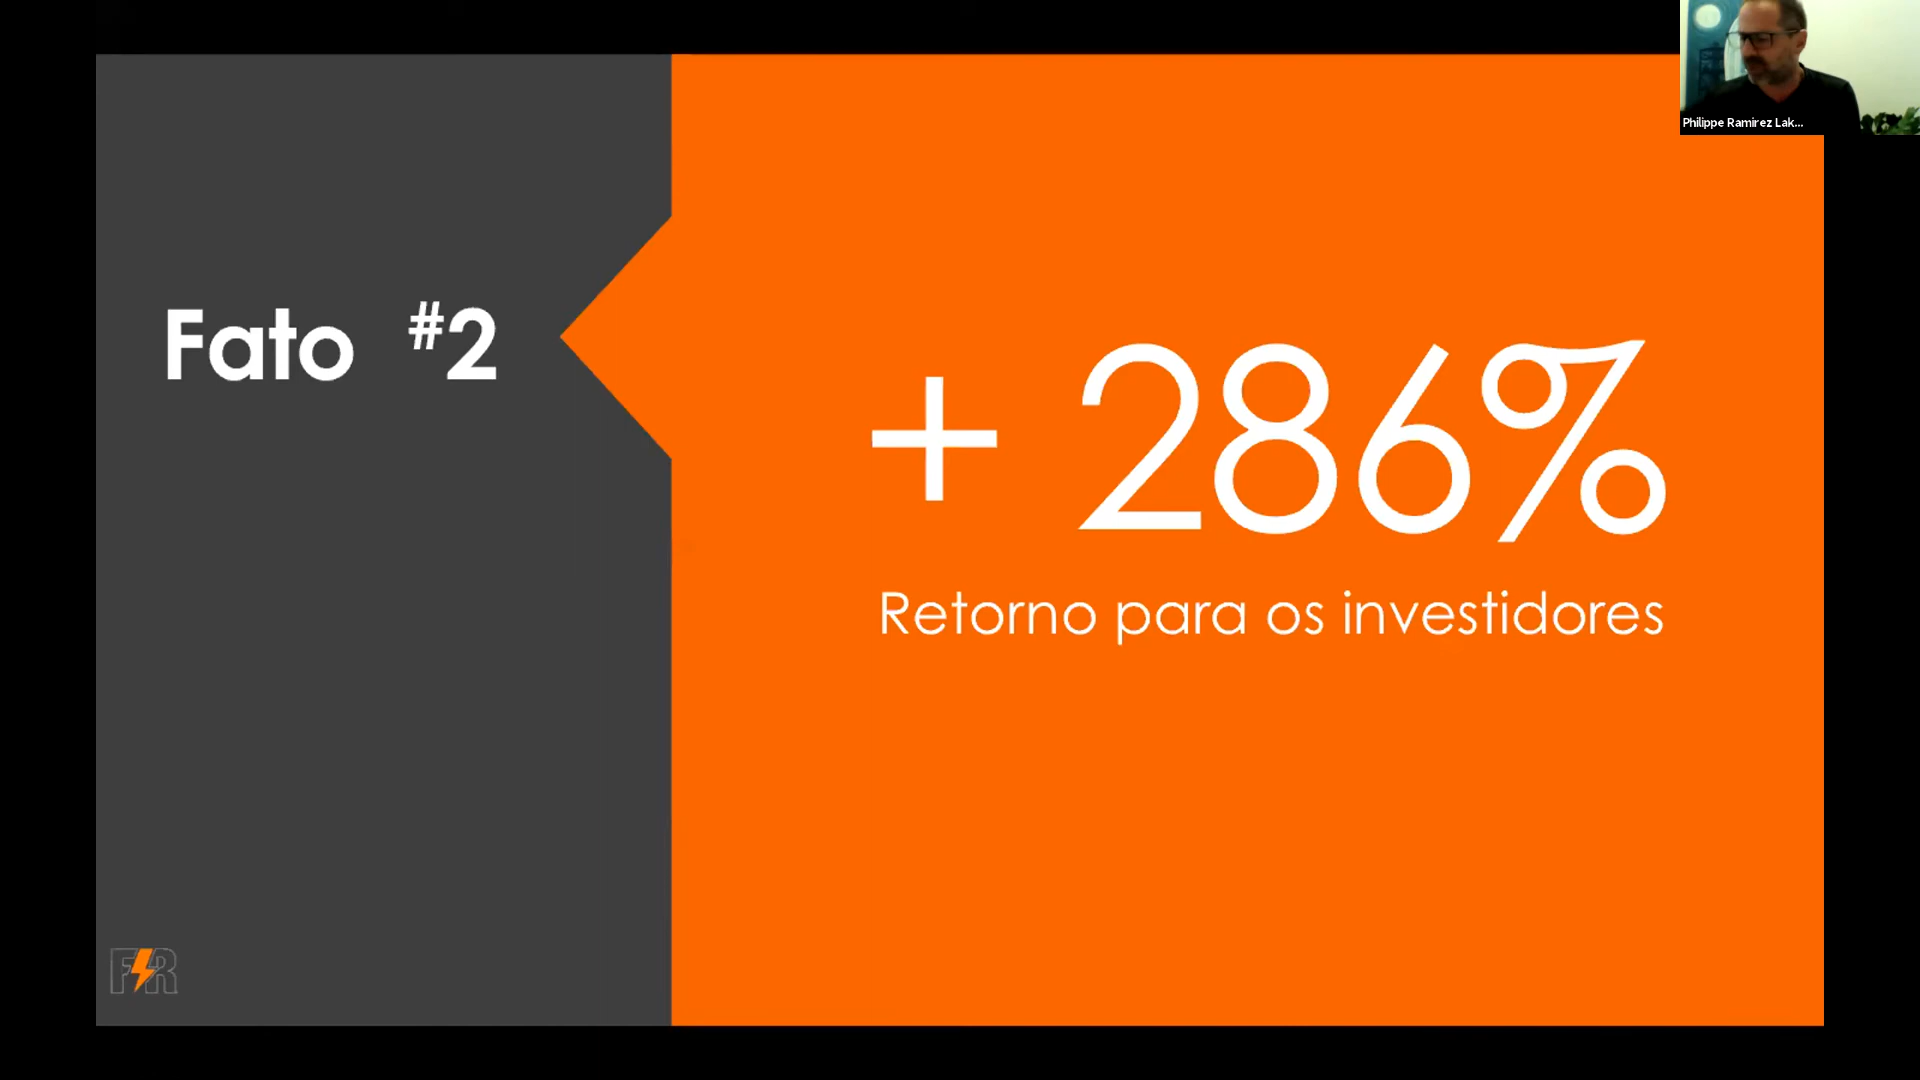 Philippe Ramirez Lak...
Fato #2
+ 286%
Retorno para os investidores
F R